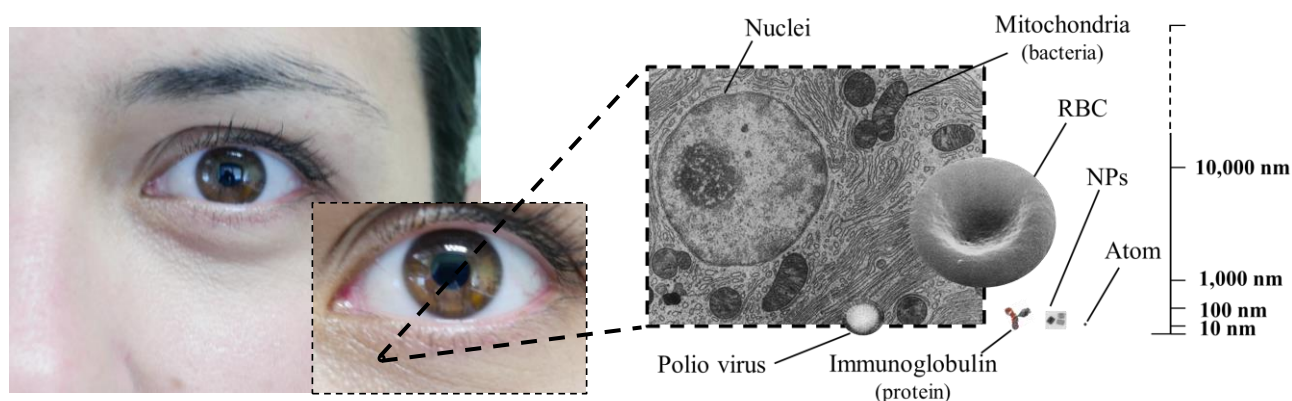 Nuclei
Mitochondria
(bacteria)
RBC
NPs
Atom
10,000 nm
1,000 nm
100 nm
10 nm
Polio virus
Immunoglobulin
(protein)